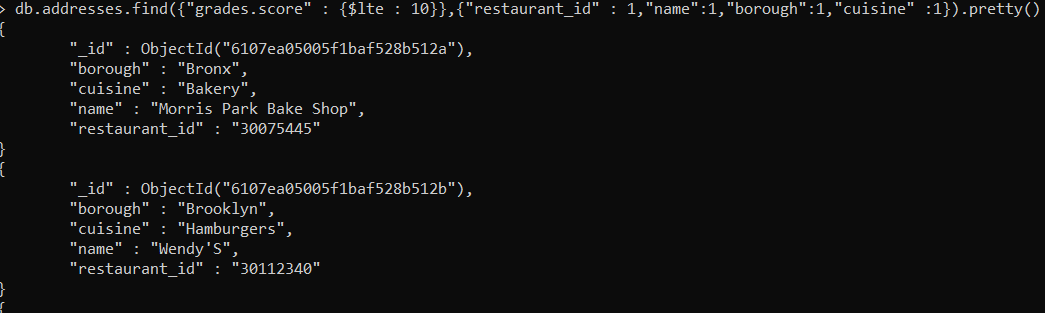 > db.addresses.find({"grades.score" : {$lte : 10}},{"restaurant_id" : 1,"name":1,"borough":1,"cuisine" :1}).pretty()
{
        "_id" : ObjectId("6107ea05005f1baf528b512a"),
        "borough" : "Bronx",
        "cuisine" : "Bakery",
        "name" : "Morris Park Bake Shop",
        "restaurant_id" : "30075445"
}
{
        "_id" : ObjectId("6107ea05005f1baf528b512b"),
        "borough" : "Brooklyn",
        "cuisine" : "Hamburgers",
        "name" : "Wendy'S",
        "restaurant_id" : "30112340"
}
{